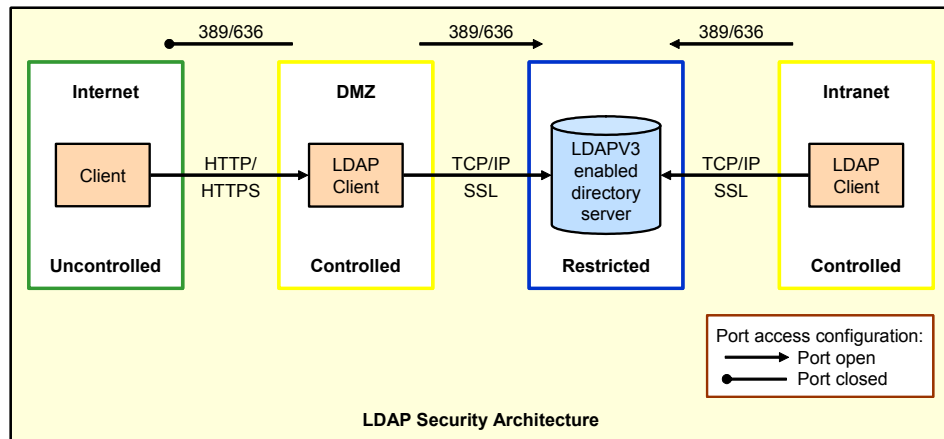 389/636
389/636
389/636
Internet
DMZ
Intranet
Client
HTTP/
HTTPS
LDAP
Client
TCP/IP
SSL
LDAPV3
enabled
directory
server
TCP/IP
SSL
LDAP
Client
Uncontrolled
Controlled
Restricted
Controlled
Port access configuration:
Port open
Port closed
LDAP Security Architecture